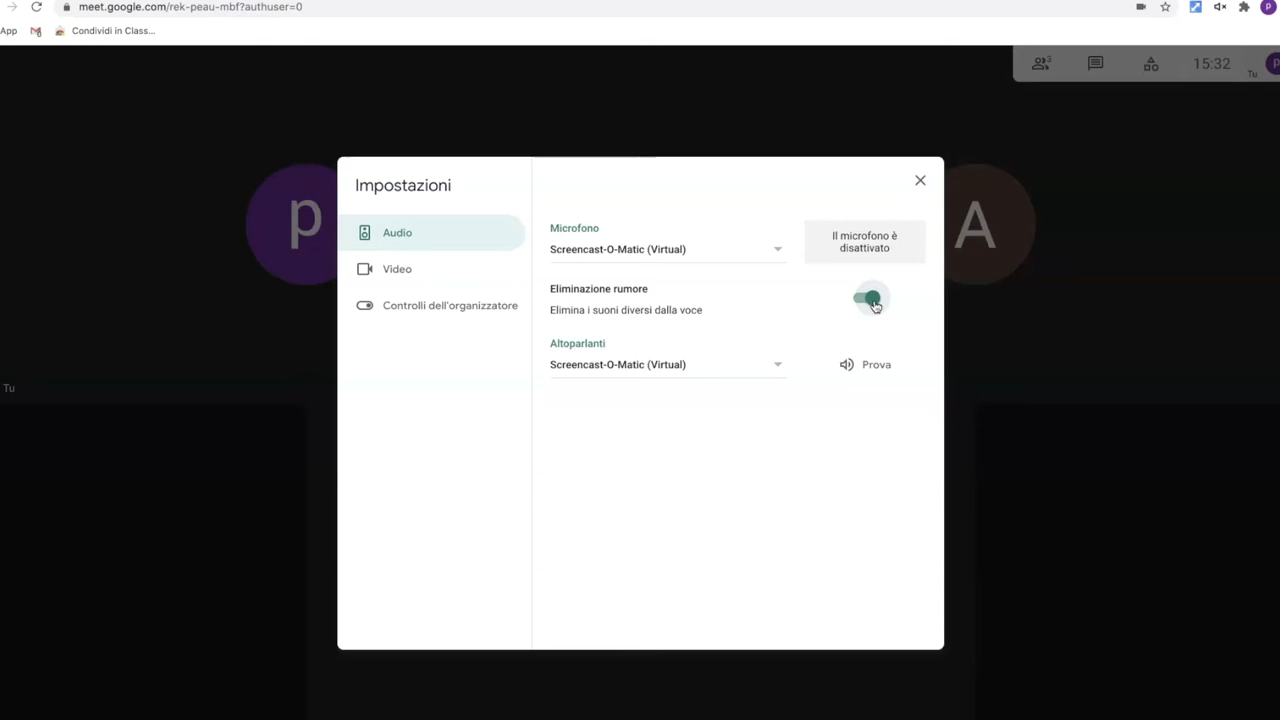 meet.google.com/rek-peau-mbf?authuser=0
P
App
Condividi in Class...
3
15:32
Tu
p
Impostazioni
Audio
Video
Controlli dell'organizzatore
Microfono
Screencast-O-Matic (Virtual)
Il microfono è
disattivato
Eliminazione rumore
Elimina i suoni diversi dalla voce
Altoparlanti
Screencast-O-Matic (Virtual)
Prova
p
A
Tu